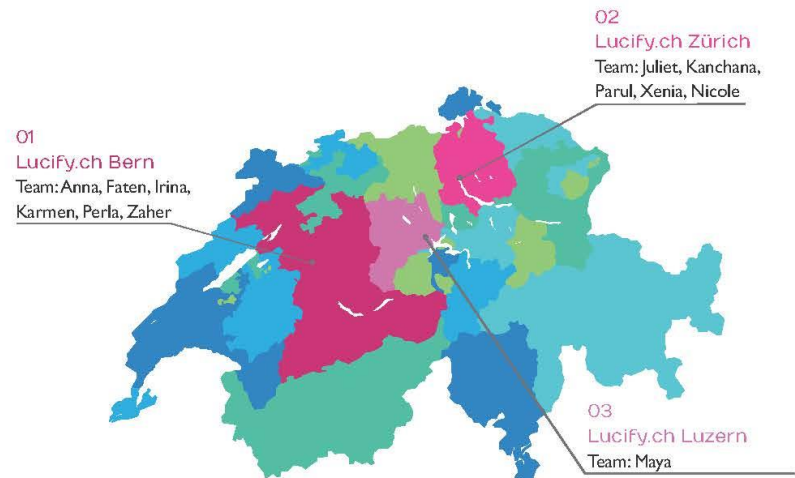 02
Lucify.ch Zürich
Team: Juliet, Kanchana,
Parul, Xenia, Nicole
01
Lucify.ch Bern
Team: Anna, Faten, Irina,
Karmen, Perla, Zaher
03
Lucify.ch Luzern
Team: Maya